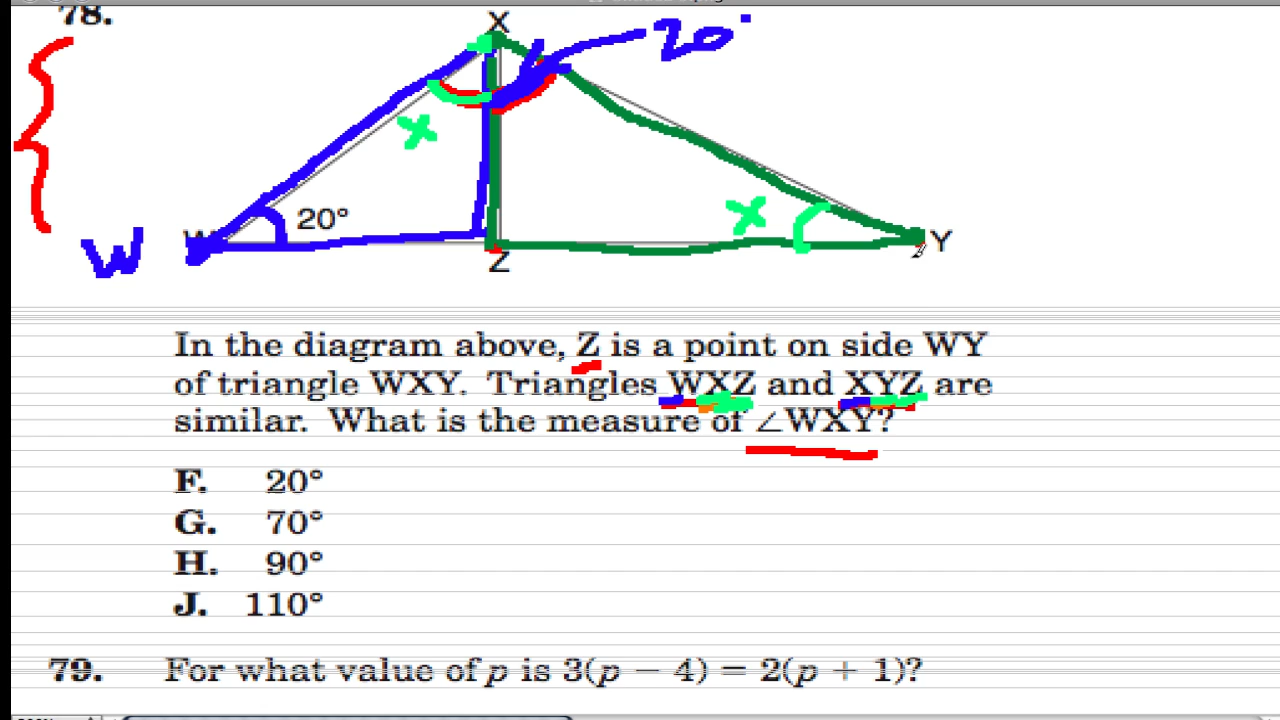 78.
X
20°
X
20°
X
W
Z
Y
In the diagram above, Z is a point on side WY
of triangle WXY. Triangles WXZ and XYZ are
similar. What is the measure of ∠WXY?
F. 20°
G. 70°
H. 90°
J. 110°
79. For what value of p is 3(p − 4) = 2(p + 1)?